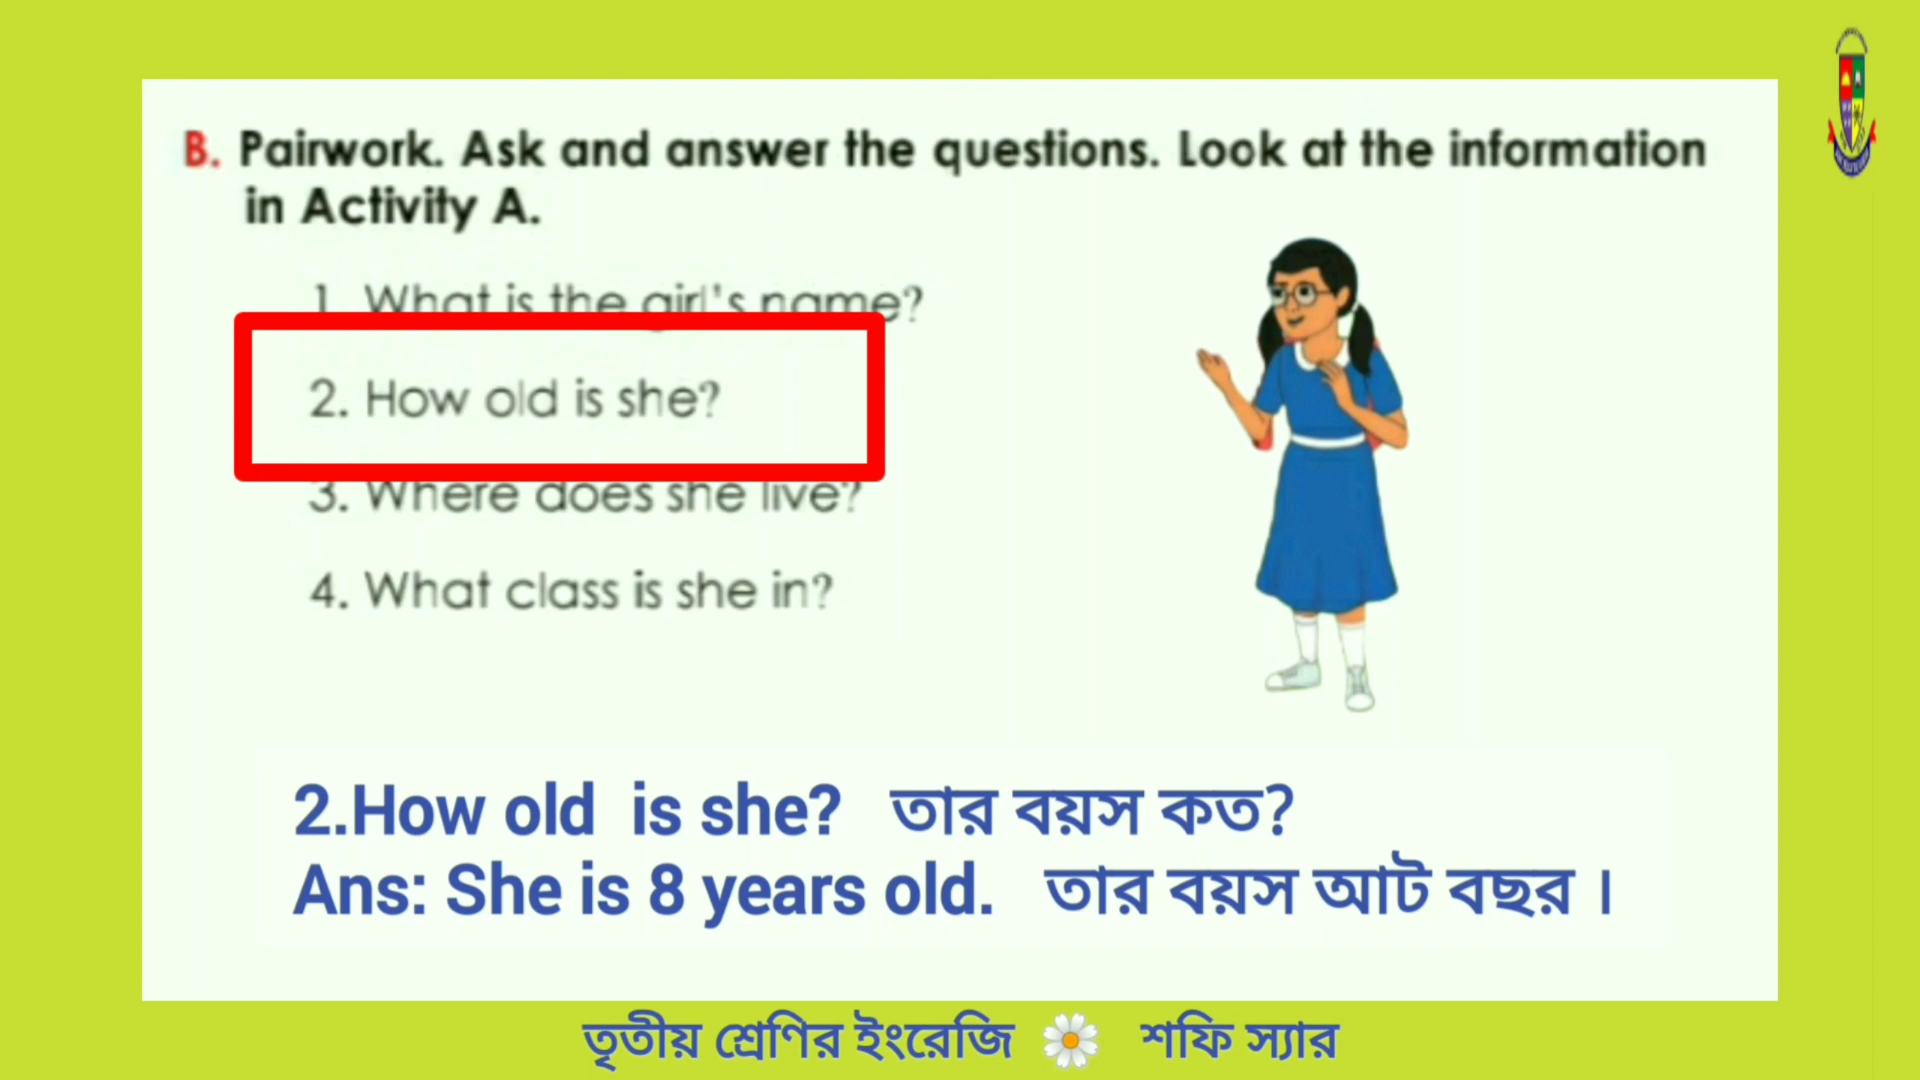 B. Pairwork. Ask and answer the questions. Look at the information
in Activity A.
1. What is the girl's name?
2. How old is she?
3. Where does she live?
4. What class is she in?
2.How old is she? তার বয়স কত?
Ans: She is 8 years old. তার বয়স আট বছর ।
তৃতীয় শ্রেণির ইংরেজি শফি স্যার